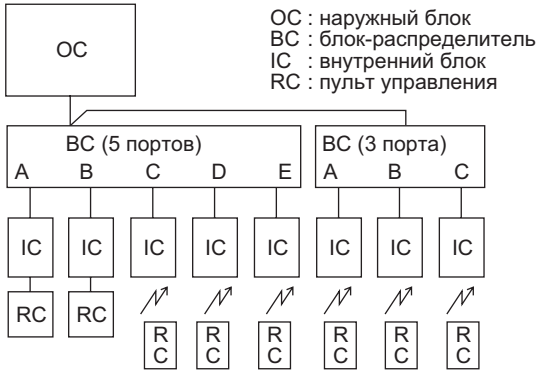 OC
OC : наружный блок
BC : блок-распределитель
IC : внутренний блок
RC : пульт управления
BC (5 портов)
A B C D E
BC (3 порта)
A B C
IC IC IC IC IC IC IC IC
RC RC
R R R R R R
C C C C C C